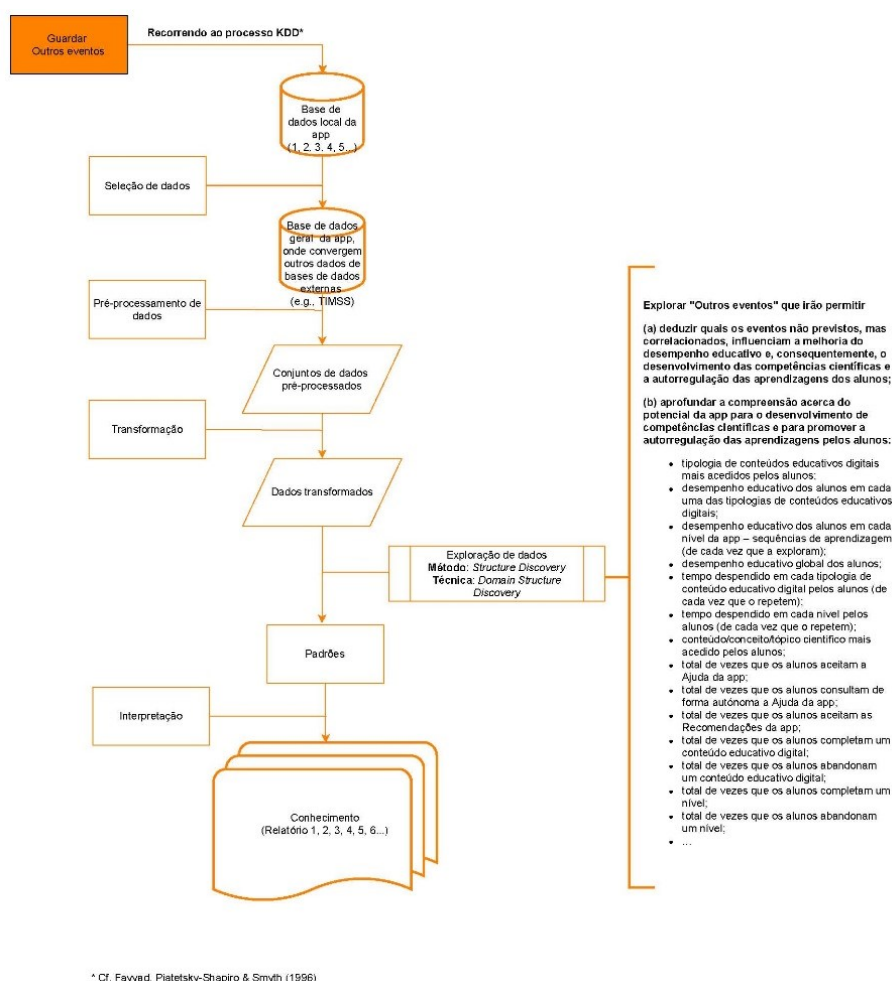 Guardar
Outros eventos
Recorrendo ao processo KDD*
Base de
dados local da
app
(1, 2, 3. 4, 5...)
Seleção de dados
Base de dados
geral da app,
onde convergem
outros dados de
bases de dados
externas
(e.g., TIMSS)
Pré-processamento de
dados
Conjuntos de dados
pré-processados
Transformação
Dados transformados
Exploração de dados
Método: Structure Discovery
Técnica: Domain Structure
Discovery
Padrões
Interpretação
Conhecimento
(Relatório 1, 2, 3, 4, 5, 6...)
Explorar "Outros eventos" que irão permitir
(a) deduzir quais os eventos não previstos, mas
correlacionados, influenciam a melhoria do
desempenho educativo e, consequentemente, o
desenvolvimento das competências científicas e
a autorregulação das aprendizagens dos alunos;
(b) aprofundar a compreensão acerca do
potencial da app para o desenvolvimento de
competências científicas e para promover a
autorregulação das aprendizagens pelos alunos:
• tipologia de conteúdos educativos digitais
mais acedidos pelos alunos;
• desempenho educativo dos alunos em cada
uma das tipologias de conteúdos educativos
digitais;
• desempenho educativo dos alunos em cada
nível da app – sequências de aprendizagem
(de cada vez que a exploram);
• desempenho educativo global dos alunos;
• tempo despendido em cada tipologia de
conteúdo educativo digital pelos alunos (de
cada vez que o repetem);
• tempo despendido em cada nível pelos
alunos (de cada vez que o repetem);
• conteúdo/conceito/tópico científico mais
acedido pelos alunos;
• total de vezes que os alunos aceitam a
Ajuda da app;
• total de vezes que os alunos consultam de
forma autónoma a Ajuda da app;
• total de vezes que os alunos aceitam as
Recomendações da app;
• total de vezes que os alunos completam um
conteúdo educativo digital;
• total de vezes que os alunos abandonam
um conteúdo educativo digital;
• total de vezes que os alunos completam um
nível;
• total de vezes que os alunos abandonam
um nível;
• ...
* Cf. Fayyad, Piatetsky-Shapiro & Smyth (1996)